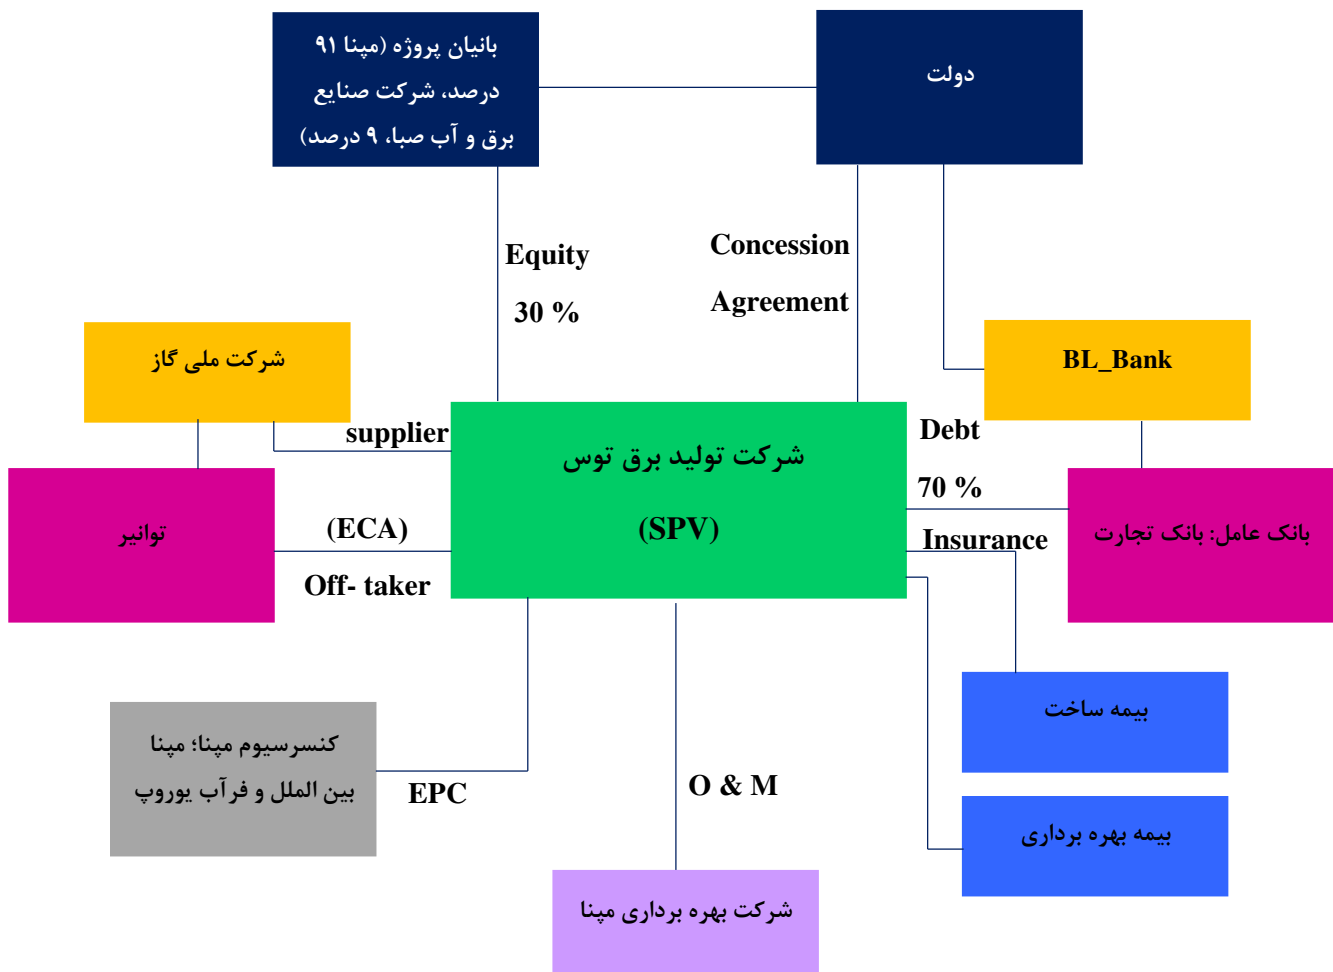 بانیان پروژه (مپنا ۹۱
درصد، شرکت صنایع
برق و آب صبا، ۹ درصد)
دولت
Equity
30 %
Concession
Agreement
شرکت ملی گاز
BL_Bank
supplier
Debt
70 %
شرکت تولید برق توس
(SPV)
توانیر
(ECA)
Off- taker
Insurance
بانک عامل: بانک تجارت
کنسرسیوم مپنا؛ مپنا
بین الملل و فرآب یوروپ
EPC
O & M
بیمه ساخت
بیمه بهره برداری
شرکت بهره برداری مپنا